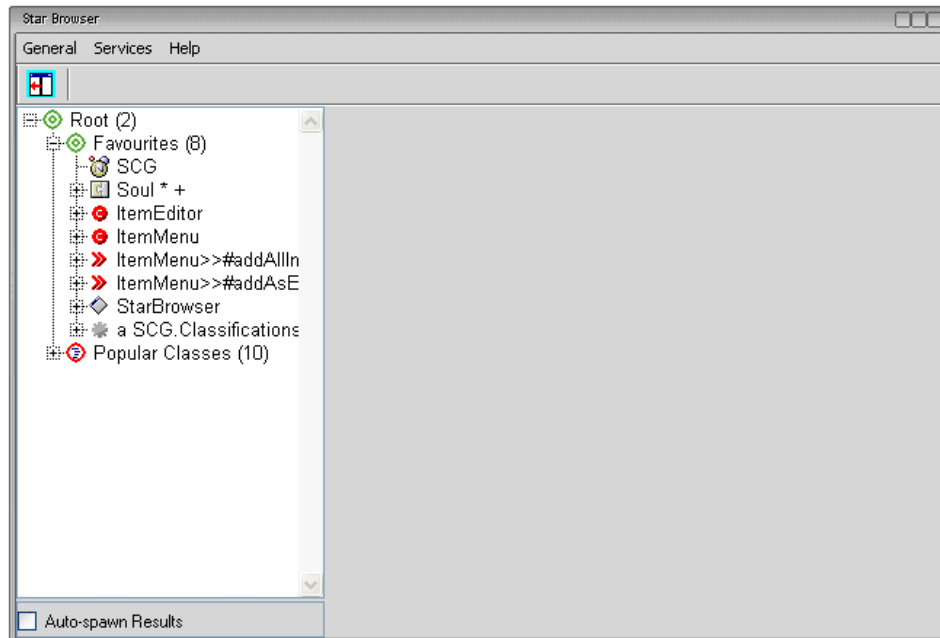 Star Browser
General Services Help
Root (2)
Favourites (8)
SCG
Soul * +
ItemEditor
ItemMenu
ItemMenu>>#addAllIn
ItemMenu>>#addAsE
StarBrowser
a SCG.Classifications
Popular Classes (10)
Auto-spawn Results